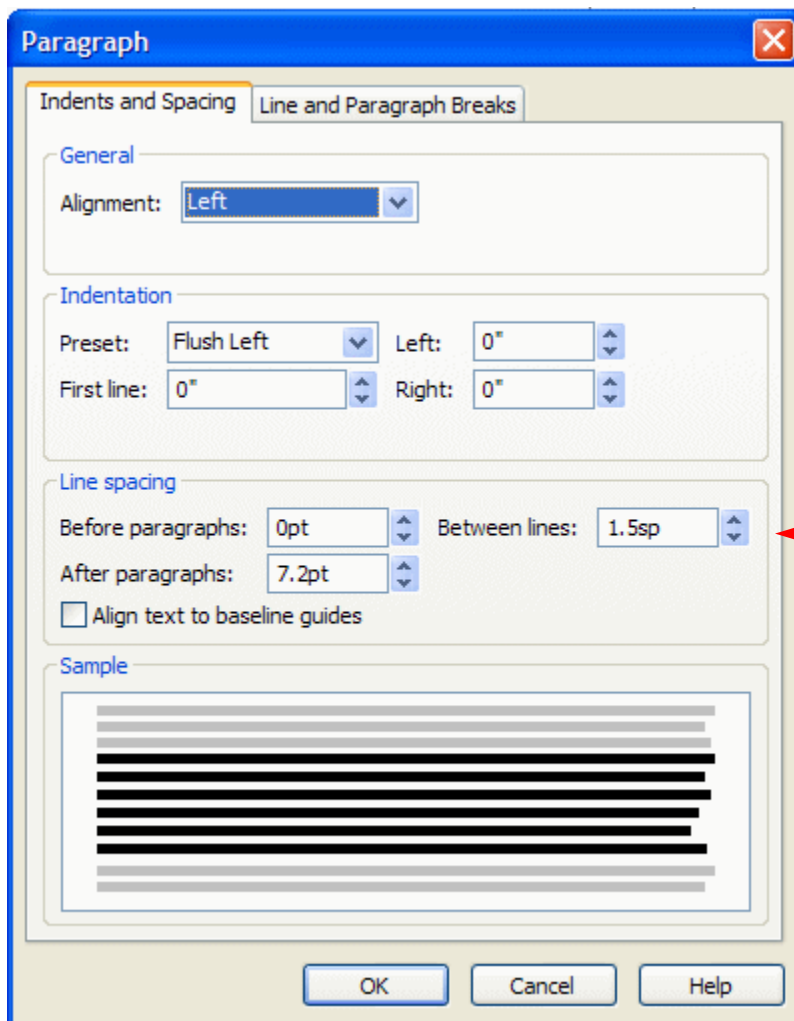 Paragraph
Indents and Spacing Line and Paragraph Breaks
General
Alignment: Left
Indentation
Preset: Flush Left Left: 0"
First line: 0" Right: 0"
Line spacing
Before paragraphs: 0pt Between lines: 1.5sp
After paragraphs: 7.2pt
Align text to baseline guides
Sample
OK Cancel Help